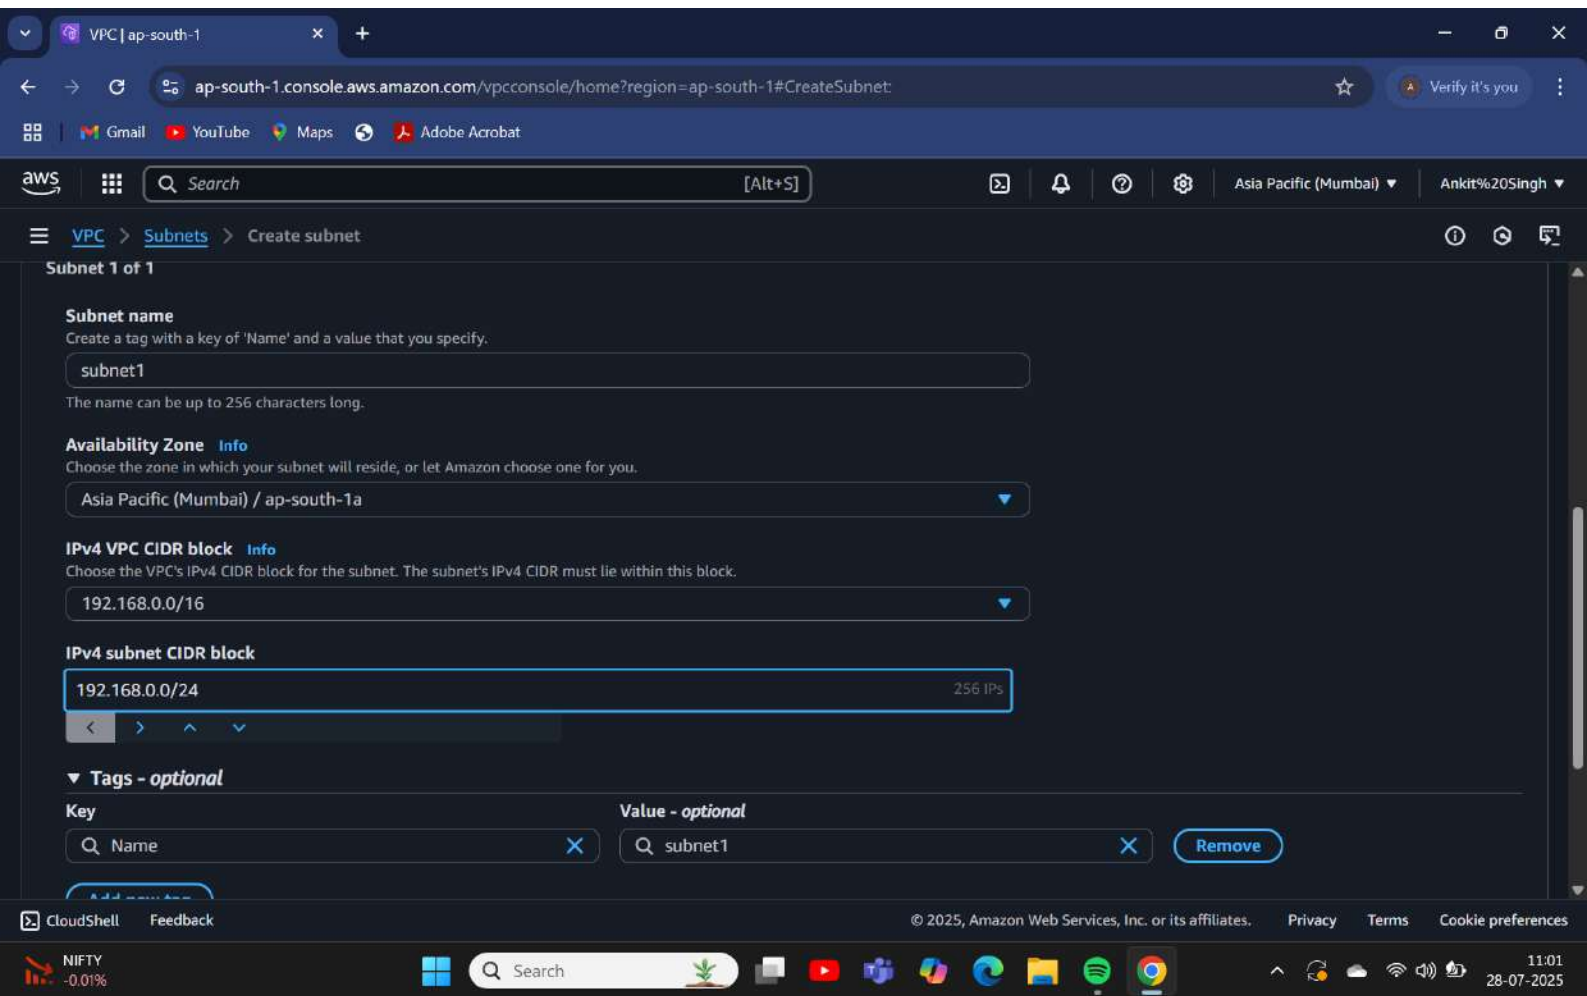 VPC | ap-south-1
ap-south-1.console.aws.amazon.com/vpcconsole/home?region=ap-south-1#CreateSubnet:
Verify it's you
Gmail YouTube Maps Adobe Acrobat
aws Search [Alt+S] Asia Pacific (Mumbai) Ankit%20Singh
VPC > Subnets > Create subnet
Subnet 1 of 1
Subnet name
Create a tag with a key of 'Name' and a value that you specify.
subnet1
The name can be up to 256 characters long.
Availability Zone Info
Choose the zone in which your subnet will reside, or let Amazon choose one for you.
Asia Pacific (Mumbai) / ap-south-1a
IPv4 VPC CIDR block Info
Choose the VPC's IPv4 CIDR block for the subnet. The subnet's IPv4 CIDR must lie within this block.
192.168.0.0/16
IPv4 subnet CIDR block
192.168.0.0/24 256 IPs
Tags - optional
Key Value - optional
Name subnet1 Remove
Add new tag
CloudShell Feedback © 2025, Amazon Web Services, Inc. or its affiliates. Privacy Terms Cookie preferences
NIFTY
-0.01%
Search
11:01
28-07-2025